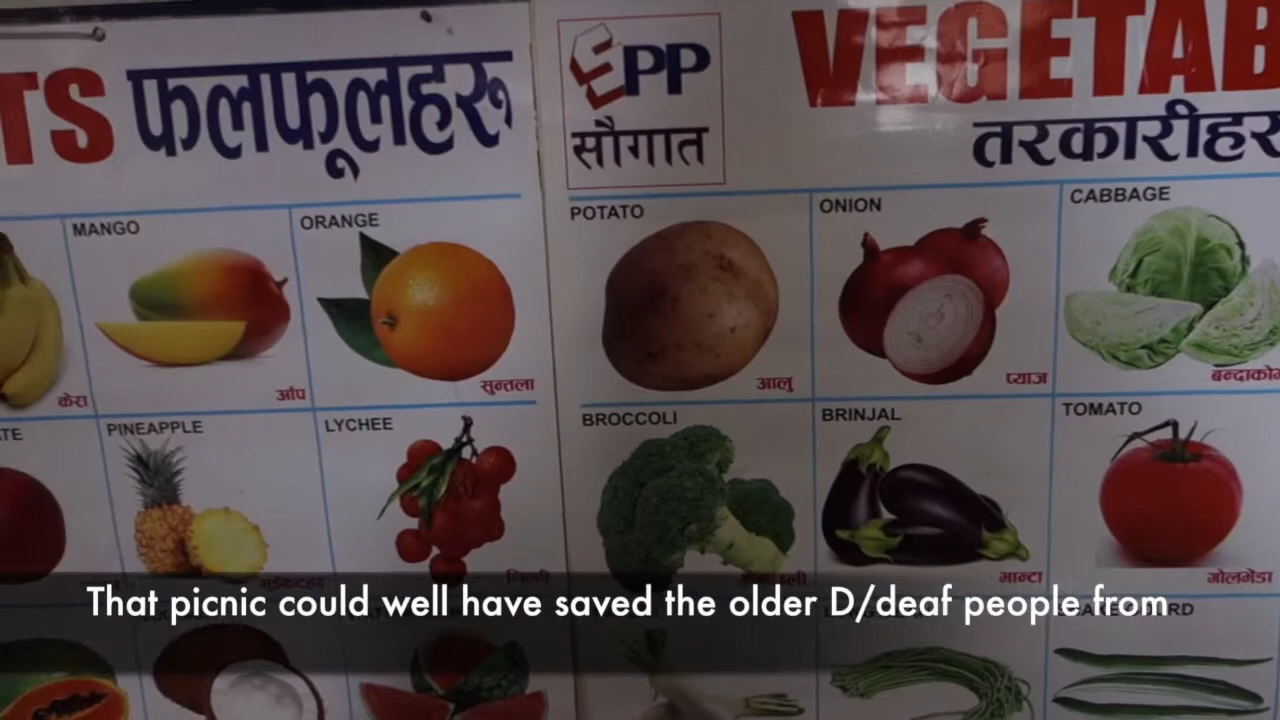 TS फलफूलहरू
EPP
सौगात
VEGETAB
तरकारीहर
MANGO
ORANGE
केरा
आँप
सुन्तला
POTATO
ONION
CABBAGE
आलु
प्याज
बन्दाको
TE
PINEAPPLE
LYCHEE
BROCCOLI
BRINJAL
TOMATO
भान्टा
गोलभेंडा
That picnic could well have saved the older D/deaf people from